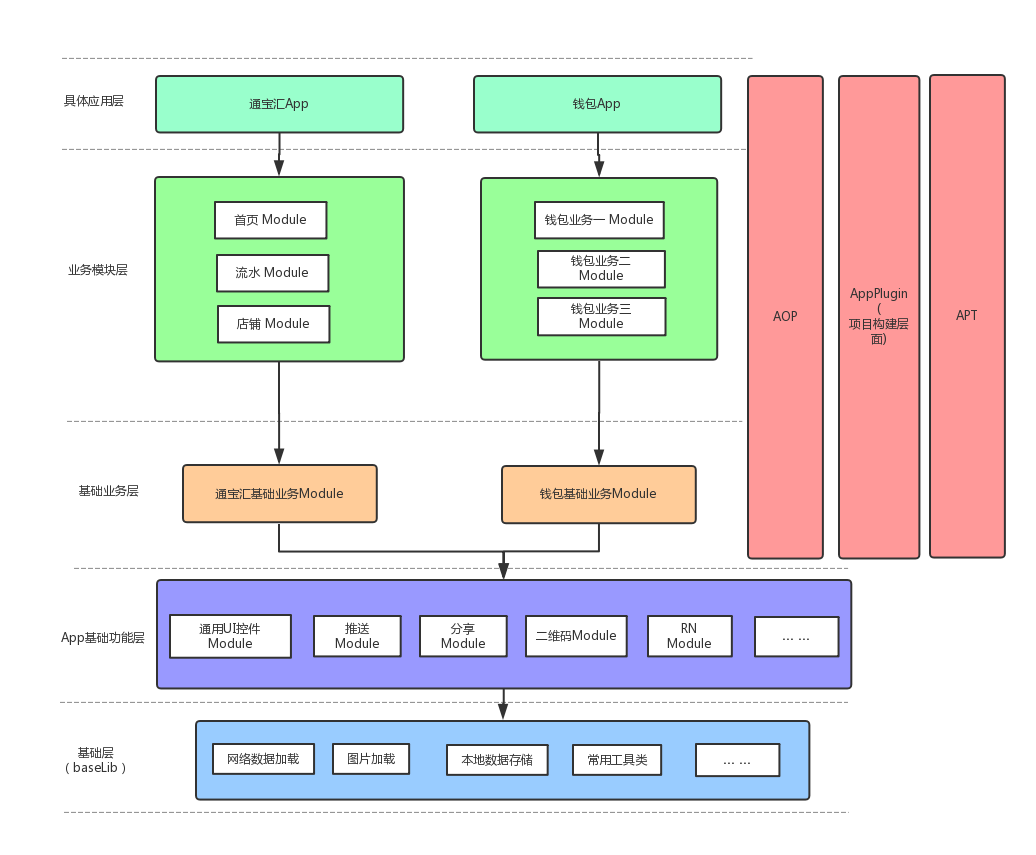 具体应用层
通宝汇App
钱包App
业务模块层
首页 Module
流水 Module
店铺 Module
钱包业务一 Module
钱包业务二
Module
钱包业务三
Module
AOP
AppPlugin
(
项目构建层
面)
APT
基础业务层
通宝汇基础业务Module
钱包基础业务Module
App基础功能层
通用UI控件
Module
推送
Module
分享
Module
二维码Module
RN
Module
... ...
基础层
( baseLib )
网络数据加载
图片加载
本地数据存储
常用工具类
... ...